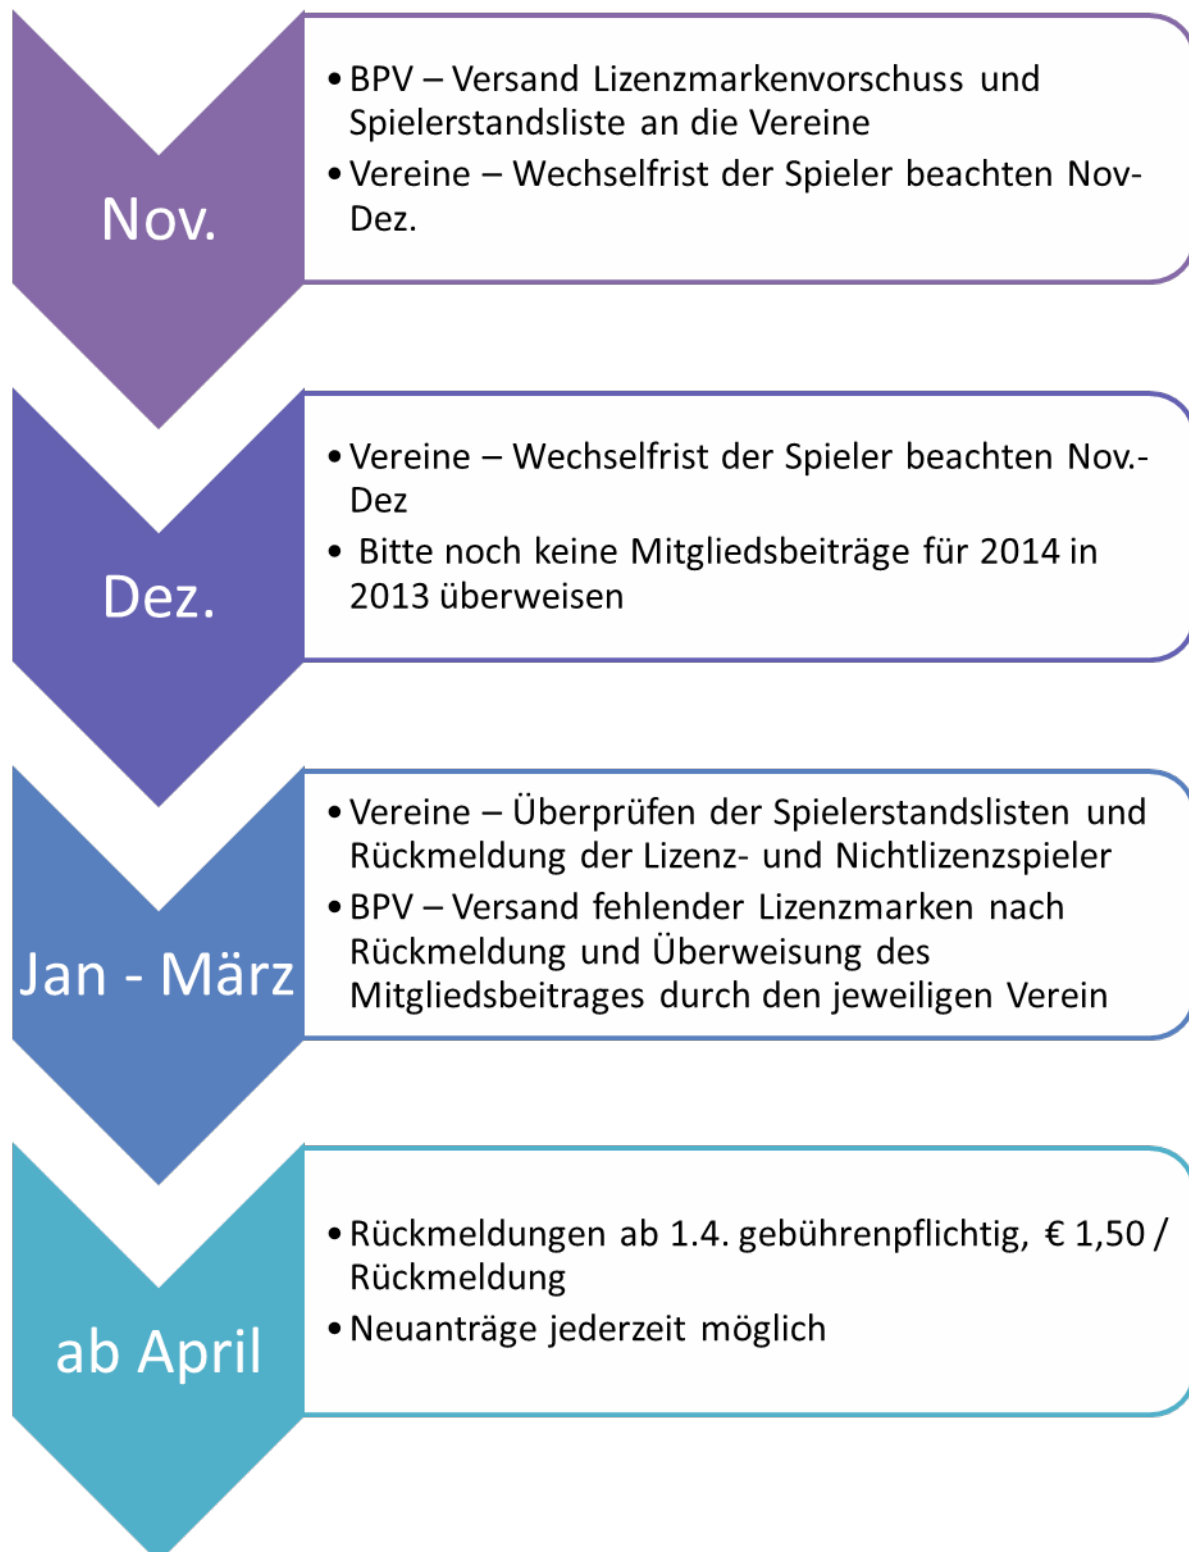 Nov.
• BPV – Versand Lizenzmarkenvorschuss und
Spielerstandsliste an die Vereine
• Vereine – Wechselfrist der Spieler beachten Nov-
Dez.
Dez.
• Vereine – Wechselfrist der Spieler beachten Nov.-
Dez
• Bitte noch keine Mitgliedsbeiträge für 2014 in
2013 überweisen
Jan - März
• Vereine – Überprüfen der Spielerstandslisten und
Rückmeldung der Lizenz- und Nichtlizenzspieler
• BPV – Versand fehlender Lizenzmarken nach
Rückmeldung und Überweisung des
Mitgliedsbeitrages durch den jeweiligen Verein
ab April
• Rückmeldungen ab 1.4. gebührenpflichtig, € 1,50 /
Rückmeldung
• Neuanträge jederzeit möglich